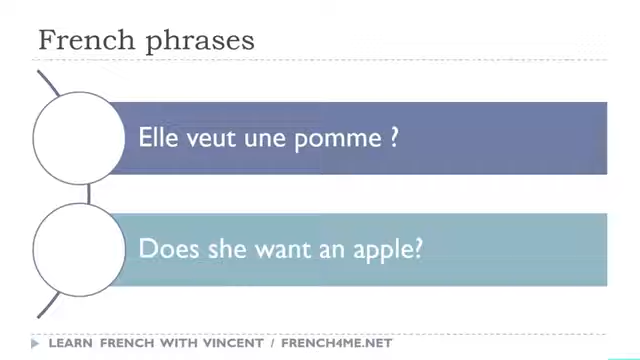 French phrases
Elle veut une pomme ?
Does she want an apple?
LEARN FRENCH WITH VINCENT / FRENCH4ME.NET